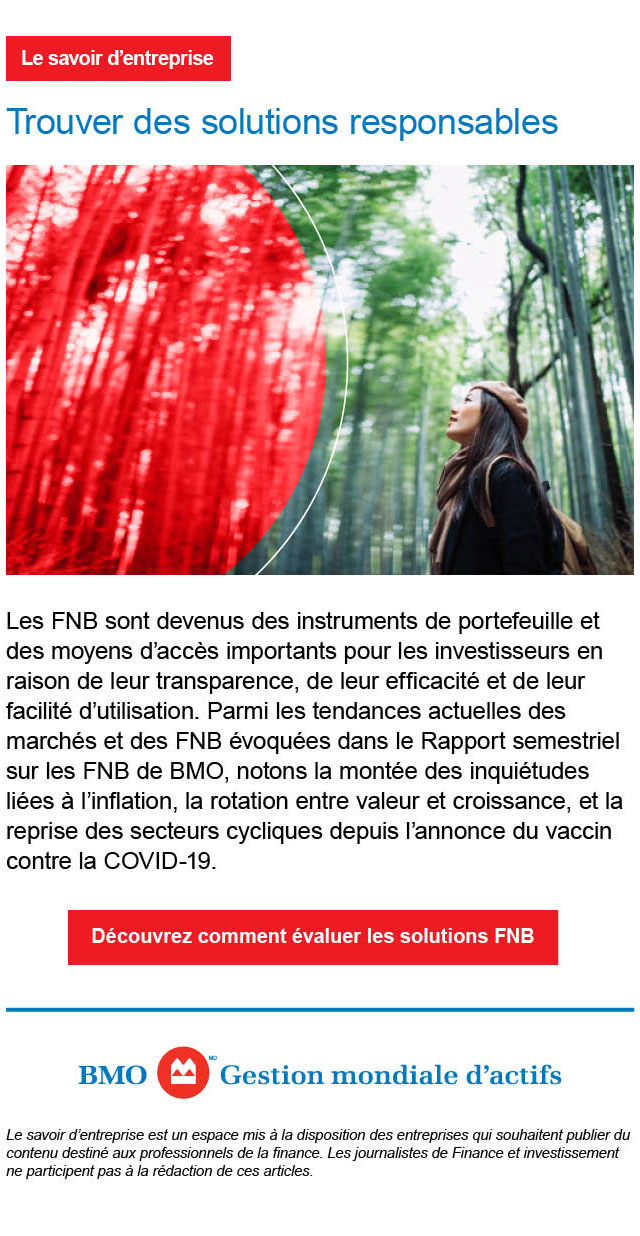 Le savoir d’entreprise
Trouver des solutions responsables
Les FNB sont devenus des instruments de portefeuille et
des moyens d’accès importants pour les investisseurs en
raison de leur transparence, de leur efficacité et de leur
facilité d’utilisation. Parmi les tendances actuelles des
marchés et des FNB évoquées dans le Rapport semestriel
sur les FNB de BMO, notons la montée des inquiétudes
liées à l’inflation, la rotation entre valeur et croissance, et la
reprise des secteurs cycliques depuis l’annonce du vaccin
contre la COVID-19.
Découvrez comment évaluer les solutions FNB
BMO MD Gestion mondiale d’actifs
Le savoir d’entreprise est un espace mis à la disposition des entreprises qui souhaitent publier du
contenu destiné aux professionnels de la finance. Les journalistes de Finance et investissement
ne participent pas à la rédaction de ces articles.